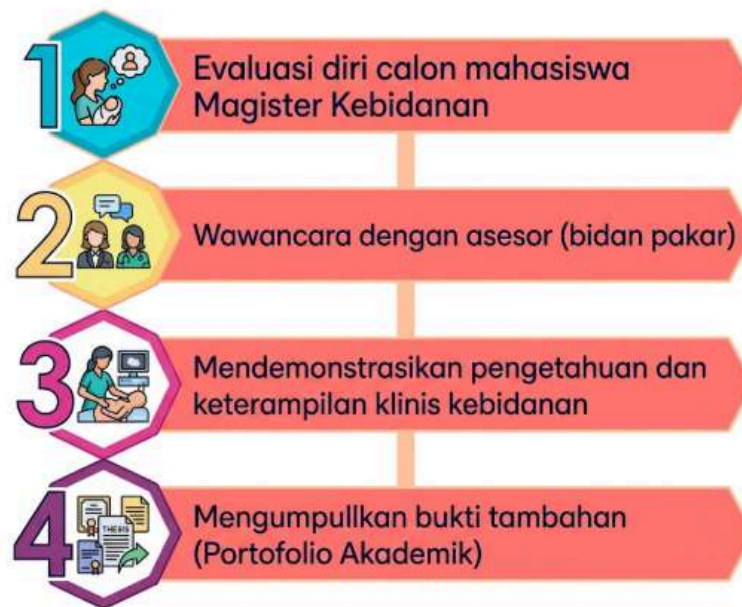 1
Evaluasi diri calon mahasiswa
Magister Kebidanan
2
Wawancara dengan asesor (bidan pakar)
3
Mendemonstrasikan pengetahuan dan
keterampilan klinis kebidanan
4
THESIS
Mengumpullkan bukti tambahan
(Portofolio Akademik)